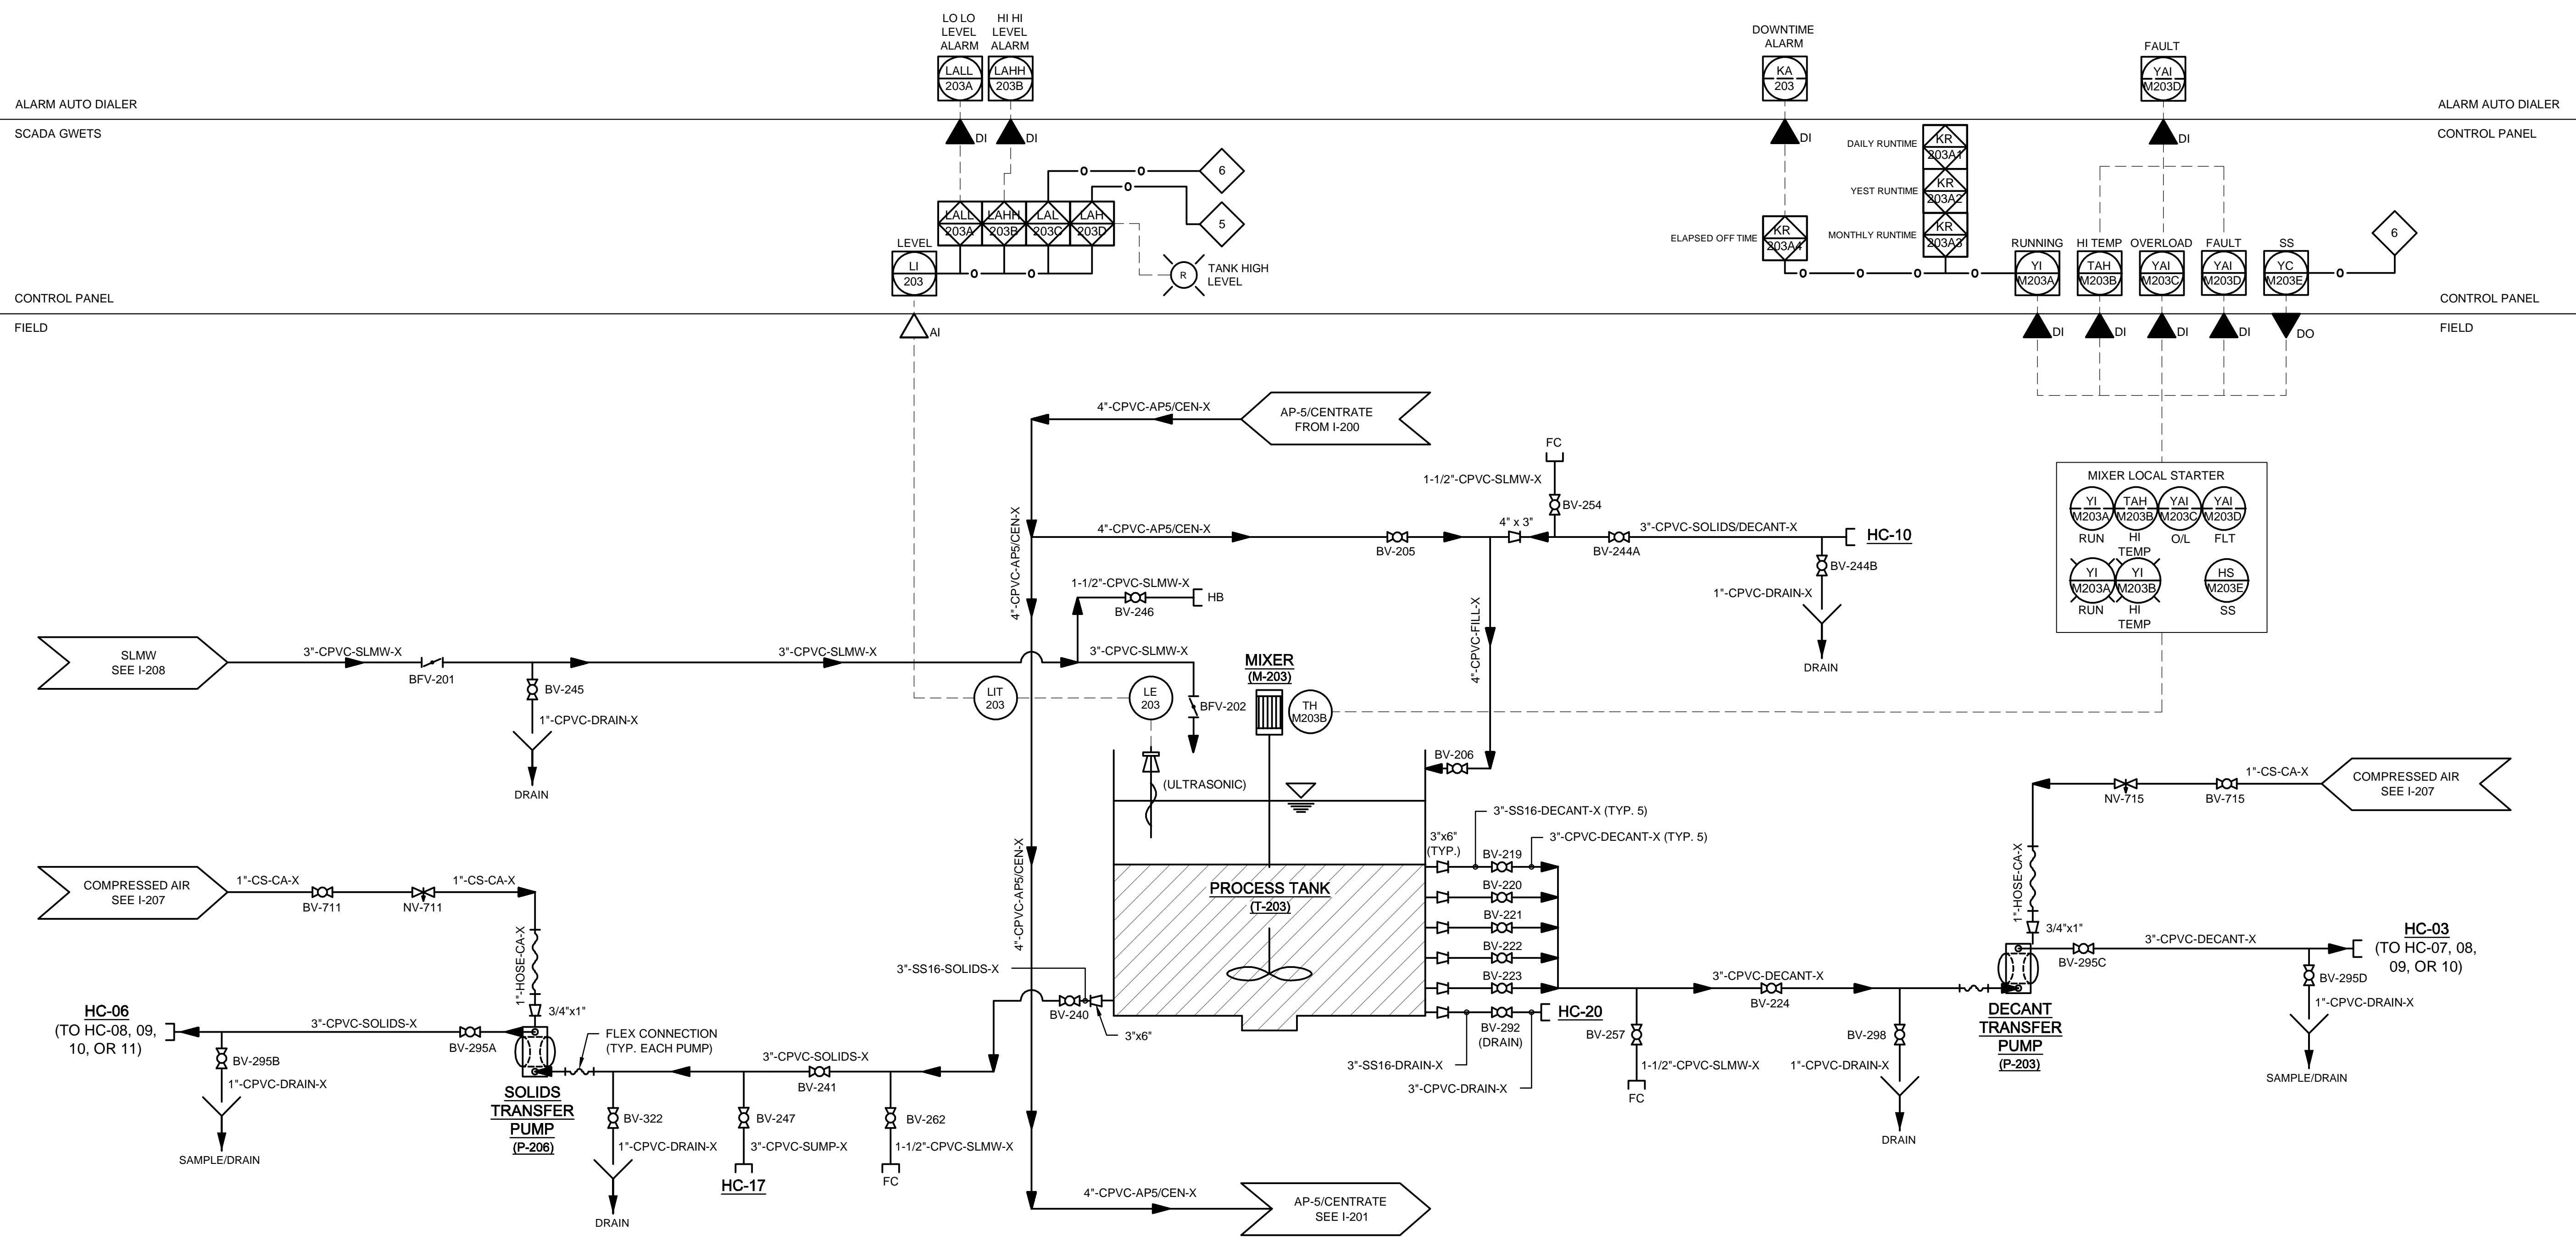 LO LO
LEVEL
ALARM
HI HI
LEVEL
ALARM
LALL
203A
LAHH
203B
DOWNTIME
ALARM
KA
203
FAULT
YAI
M203D
ALARM AUTO DIALER
ALARM AUTO DIALER
SCADA GWETS
CONTROL PANEL
DI
DI
DI
DI
DAILY RUNTIME
KR
203A1
YEST RUNTIME
KR
203A2
MONTHLY RUNTIME
KR
203A3
ELAPSED OFF TIME
KR
203A4
6
5
LALL
203A
LAHH
203B
LAL
203C
LAH
203D
LEVEL
LI
203
R
TANK HIGH
LEVEL
RUNNING
YI
M203A
HI TEMP
TAH
M203B
OVERLOAD
YAI
M203C
FAULT
YAI
M203D
SS
YC
M203E
6
CONTROL PANEL
CONTROL PANEL
FIELD
FIELD
AI
DI
DI
DI
DI
DO
4"-CPVC-AP5/CEN-X
AP-5/CENTRATE
FROM I-200
FC
1-1/2"-CPVC-SLMW-X
BV-254
4"-CPVC-AP5/CEN-X
4"-CPVC-AP5/CEN-X
BV-205
4" x 3"
BV-244A
3"-CPVC-SOLIDS/DECANT-X
HC-10
BV-244B
1"-CPVC-DRAIN-X
DRAIN
MIXER LOCAL STARTER
YI
M203A
TAH
M203B
YAI
M203C
YAI
M203D
RUN
HI
TEMP
O/L
FLT
YI
M203A
YI
M203B
HS
M203E
RUN
HI
TEMP
SS
1-1/2"-CPVC-SLMW-X
BV-246
HB
4"-CPVC-FILL-X
SLMW
SEE I-208
3"-CPVC-SLMW-X
BFV-201
3"-CPVC-SLMW-X
3"-CPVC-SLMW-X
BV-245
1"-CPVC-DRAIN-X
DRAIN
LIT
203
LE
203
BFV-202
MIXER
(M-203)
TH
M203B
(ULTRASONIC)
BV-206
COMPRESSED AIR
SEE I-207
1"-CS-CA-X
BV-715
NV-715
1"-HOSE-CA-X
3/4"x1"
3"-SS16-DECANT-X (TYP. 5)
3"-CPVC-DECANT-X (TYP. 5)
3"x6"
(TYP.)
BV-219
BV-220
BV-221
BV-222
BV-223
PROCESS TANK
(T-203)
COMPRESSED AIR
SEE I-207
1"-CS-CA-X
BV-711
NV-711
1"-CS-CA-X
1"-HOSE-CA-X
3/4"x1"
4"-CPVC-AP5/CEN-X
3"-SS16-SOLIDS-X
BV-240
3"x6"
HC-06
(TO HC-08, 09,
10, OR 11)
3"-CPVC-SOLIDS-X
BV-295A
BV-295B
1"-CPVC-DRAIN-X
SAMPLE/DRAIN
FLEX CONNECTION
(TYP. EACH PUMP)
SOLIDS
TRANSFER
PUMP
(P-206)
3"-CPVC-SOLIDS-X
BV-241
BV-322
1"-CPVC-DRAIN-X
DRAIN
BV-247
3"-CPVC-SUMP-X
HC-17
BV-262
1-1/2"-CPVC-SLMW-X
FC
BV-292
(DRAIN)
HC-20
3"-SS16-DRAIN-X
3"-CPVC-DRAIN-X
BV-257
1-1/2"-CPVC-SLMW-X
FC
3"-CPVC-DECANT-X
BV-224
BV-298
1"-CPVC-DRAIN-X
DRAIN
DECANT
TRANSFER
PUMP
(P-203)
BV-295C
3"-CPVC-DECANT-X
HC-03
(TO HC-07, 08,
09, OR 10)
BV-295D
1"-CPVC-DRAIN-X
SAMPLE/DRAIN
4"-CPVC-AP5/CEN-X
AP-5/CENTRATE
SEE I-201